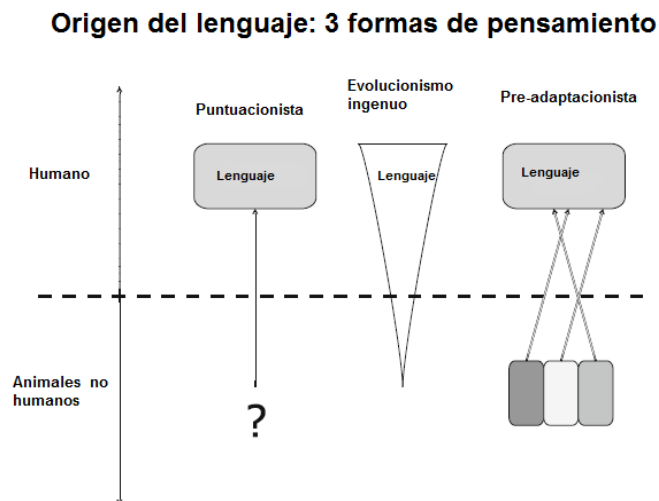 Origen del lenguaje: 3 formas de pensamiento
Evolucionismo
ingenuo
Puntuacionista
Pre-adaptacionista
Humano
Lenguaje
Lenguaje
Lenguaje
Animales no
humanos
?